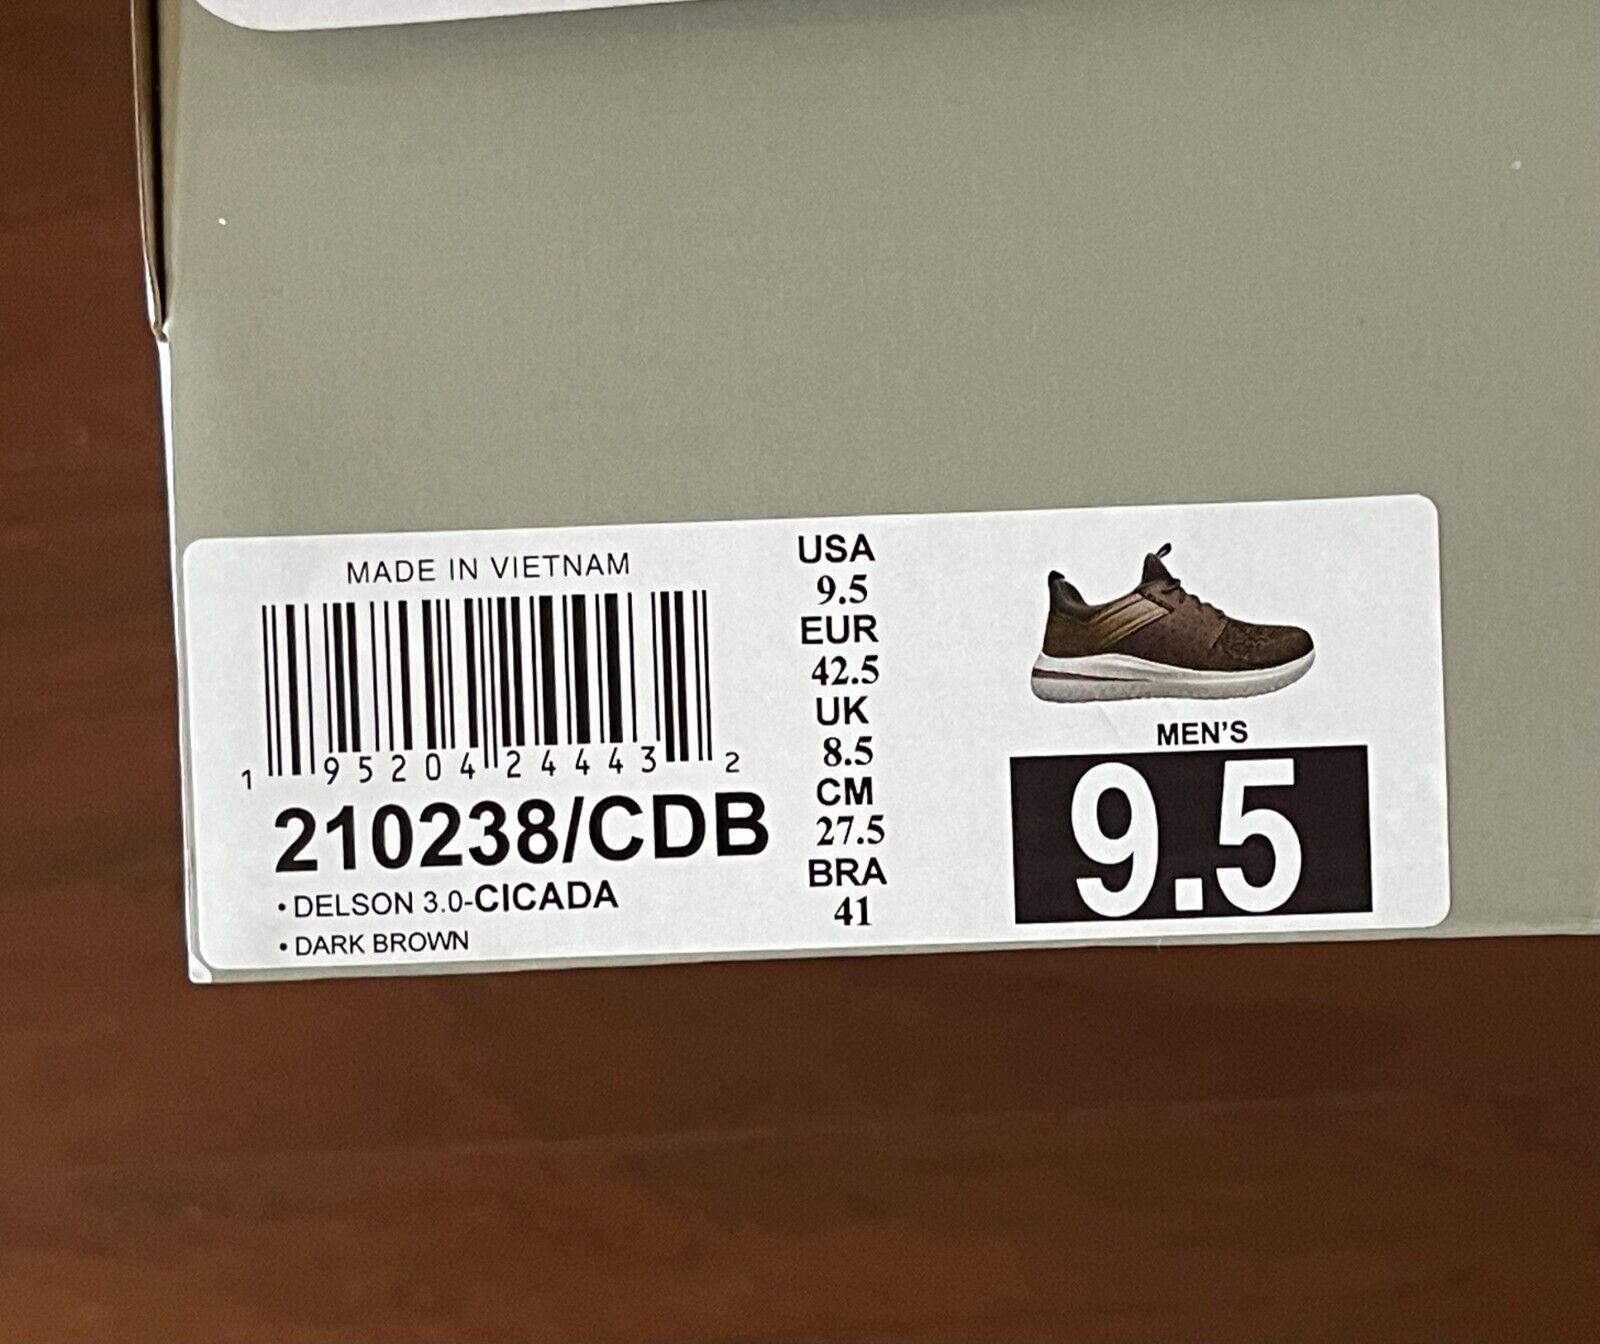 MADE IN VIETNAM
1 95204 24443 2
210238/CDB
• DELSON 3.0-CICADA
• DARK BROWN
USA
9.5
EUR
42.5
UK
8.5
CM
27.5
BRA
41
MEN'S
9.5